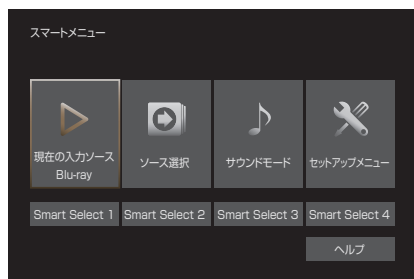 スマートメニュー
現在の入力ソース
Blu-ray
ソース選択
サウンドモード
セットアップメニュー
Smart Select 1
Smart Select 2
Smart Select 3
Smart Select 4
ヘルプ